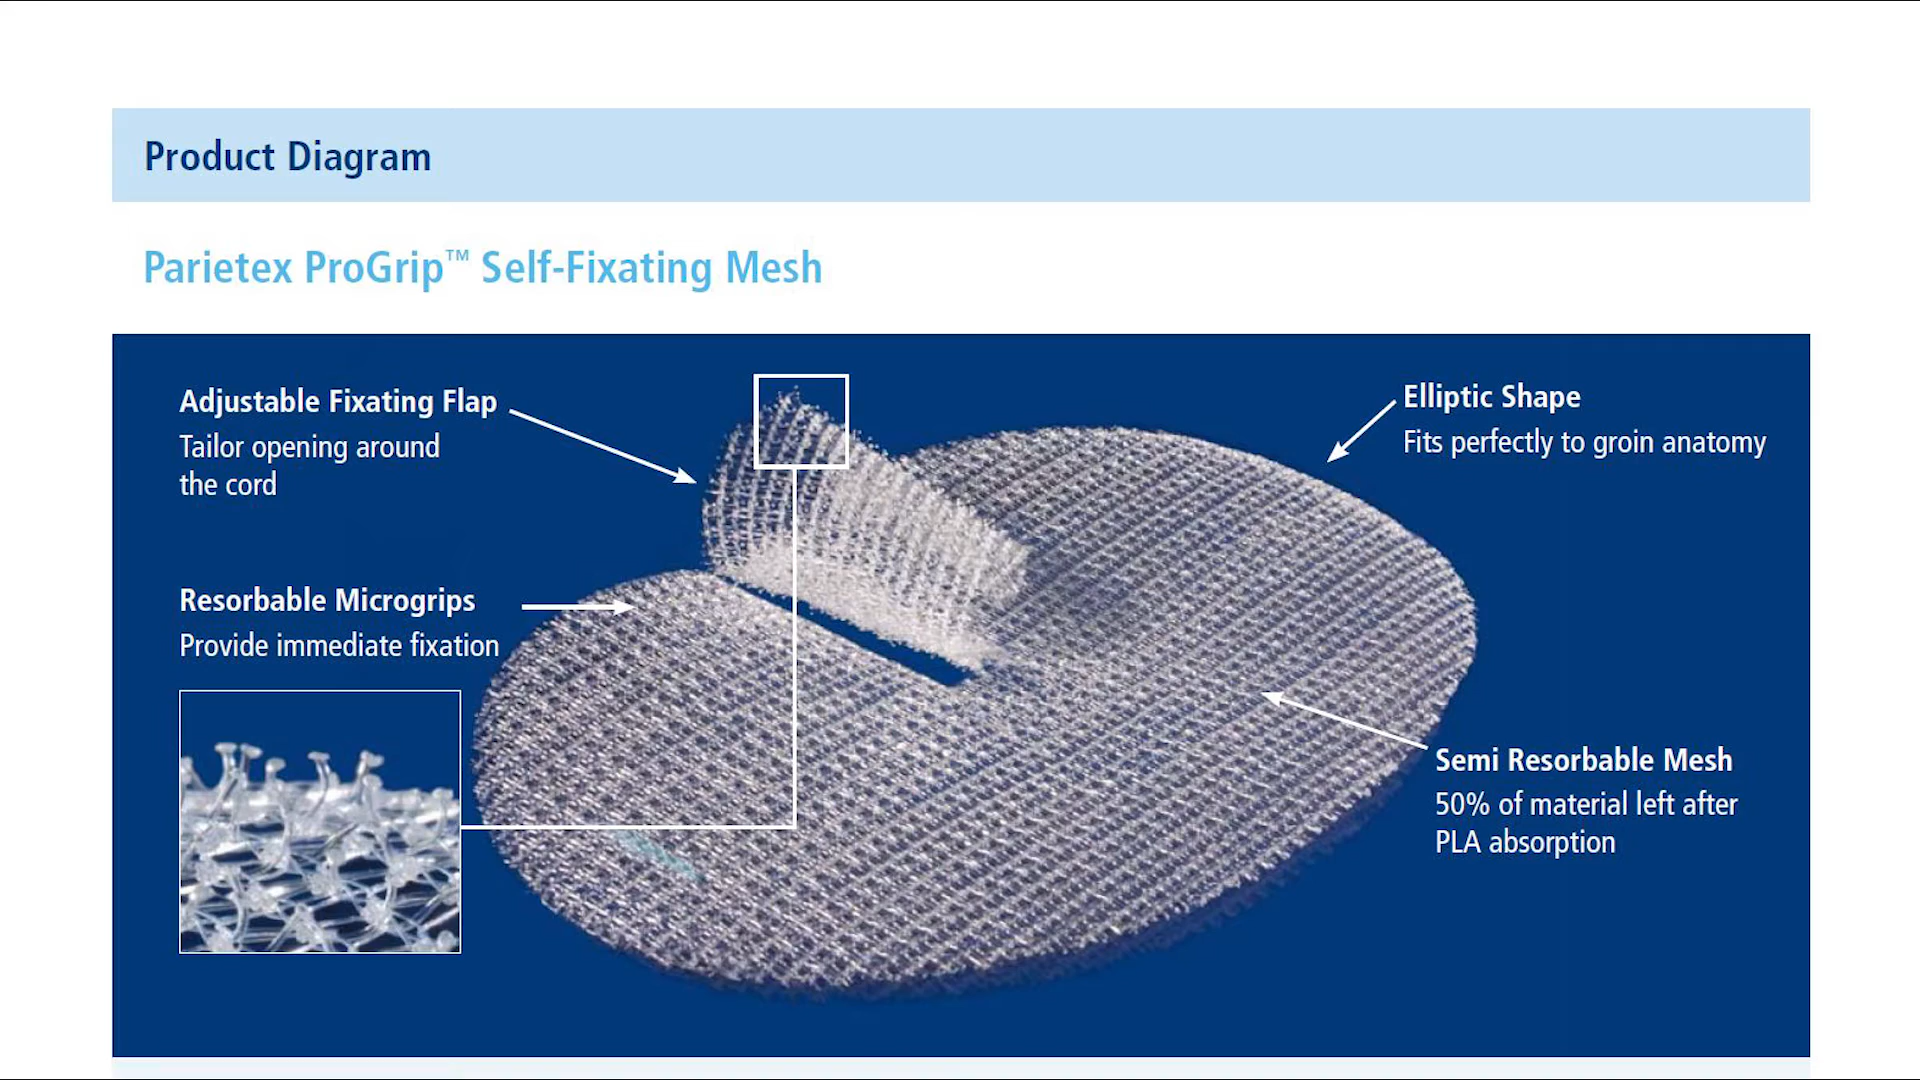 Product Diagram
Parietex ProGrip™ Self-Fixating Mesh
Adjustable Fixating Flap
Tailor opening around
the cord
Resorbable Microgrips
Provide immediate fixation
Elliptic Shape
Fits perfectly to groin anatomy
Semi Resorbable Mesh
50% of material left after
PLA absorption